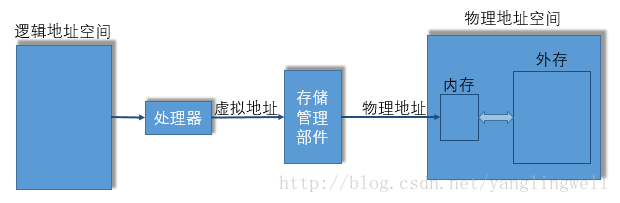 逻辑地址空间
处理器
虚拟地址
存储
管理
部件
物理地址
物理地址空间
内存
外存
http://blog.csdn.net/yanglingwell